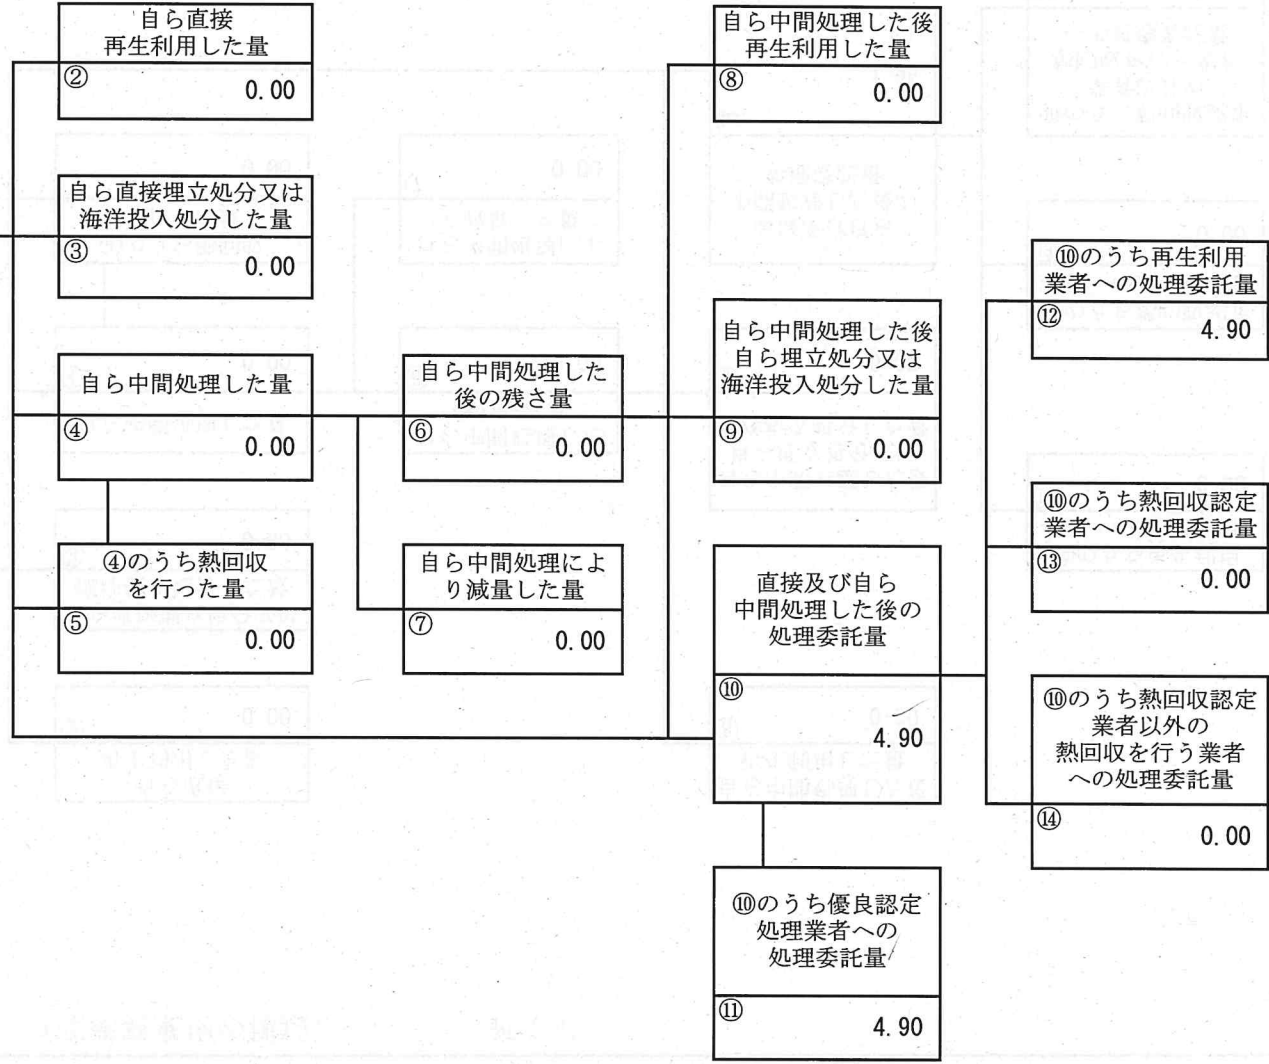 自ら直接
再生利用した量
②
0.00
自ら直接埋立処分又は
海洋投入処分した量
③
0.00
自ら中間処理した量
④
0.00
④のうち熱回収
を行った量
⑤
0.00
自ら中間処理した
後の残さ量
⑥
0.00
自ら中間処理によ
り減量した量
⑦
0.00
自ら中間処理した後
再生利用した量
⑧
0.00
自ら中間処理した後
自ら埋立処分又は
海洋投入処分した量
⑨
0.00
直接及び自ら
中間処理した後の
処理委託量
⑩
4.90
⑩のうち優良認定
処理業者への
処理委託量
⑪
4.90
⑩のうち再生利用
業者への処理委託量
⑫
4.90
⑩のうち熱回収認定
業者への処理委託量
⑬
0.00
⑩のうち熱回収認定
業者以外の
熱回収を行う業者
への処理委託量
⑭
0.00